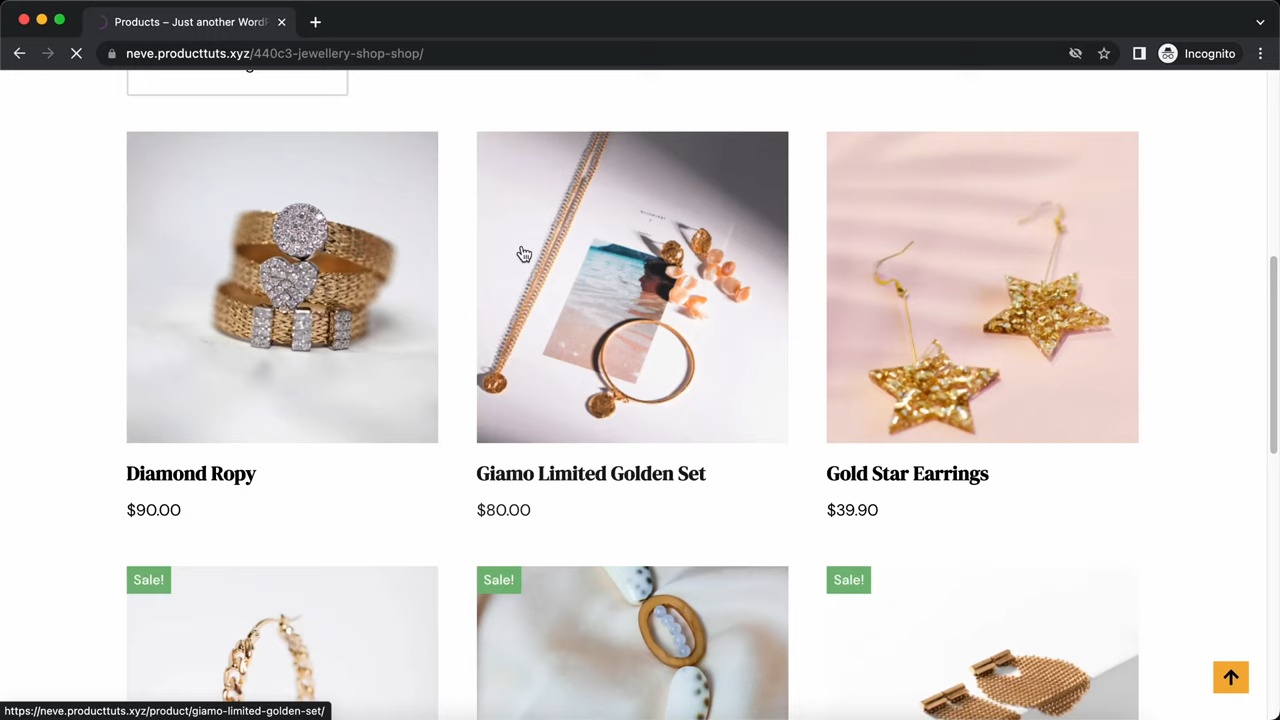 Products – Just another WordP
neve.producttuts.xyz/440c3-jewellery-shop-shop/
Incognito
Diamond Ropy
$90.00
Giamo Limited Golden Set
$80.00
Gold Star Earrings
$39.90
Sale!
Sale!
Sale!
https://neve.producttuts.xyz/product/giamo-limited-golden-set/